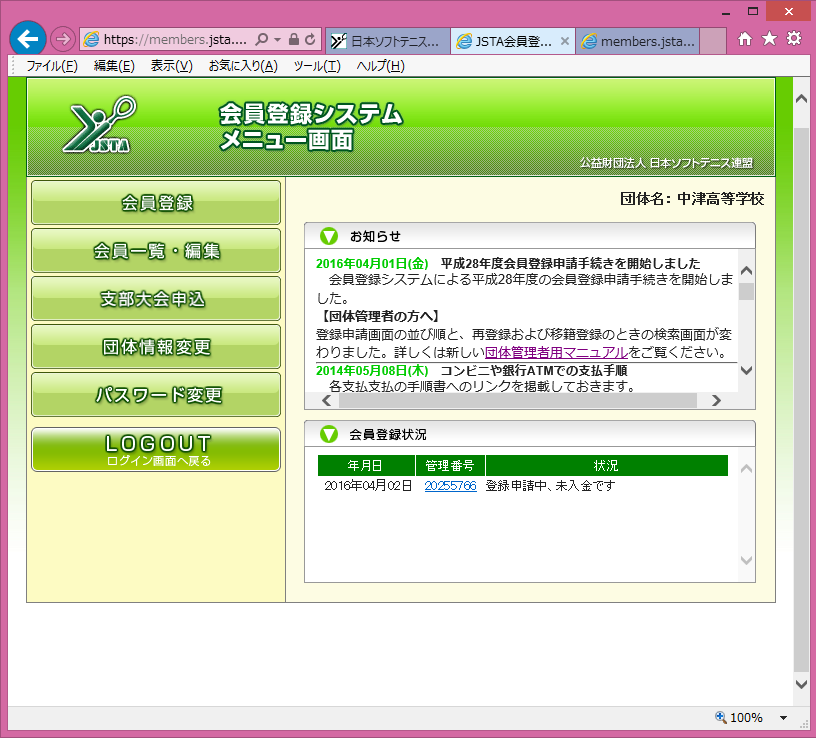 https://members.jsta....
日本ソフトテニス...
JSTA会員登...
members.jsta...
ファイル(F) 編集(E) 表示(V) お気に入り(A) ツール(T) ヘルプ(H)
JSTA
会員登録システム
メニュー画面
公益財団法人 日本ソフトテニス連盟
会員登録
会員一覧・編集
支部大会申込
団体情報変更
パスワード変更
LOGOUT
ログイン画面へ戻る
団体名：中津高等学校
お知らせ
2016年04月01日(金) 平成28年度会員登録申請手続きを開始しました
会員登録システムによる平成28年度の会員登録申請手続きを開始しま
した。
【団体管理者の方へ】
登録申請画面の並び順と、再登録および移籍登録のときの検索画面が変
わりました。詳しくは新しい団体管理者用マニュアルをご覧ください。
2014年05月08日(木) コンビニや銀行ATMでの支払手順
各支払支払の手順書へのリンクを掲載しておきます。
会員登録状況
年月日 管理番号 状況
2016年04月02日 20255766 登録申請中、未入金です
100%